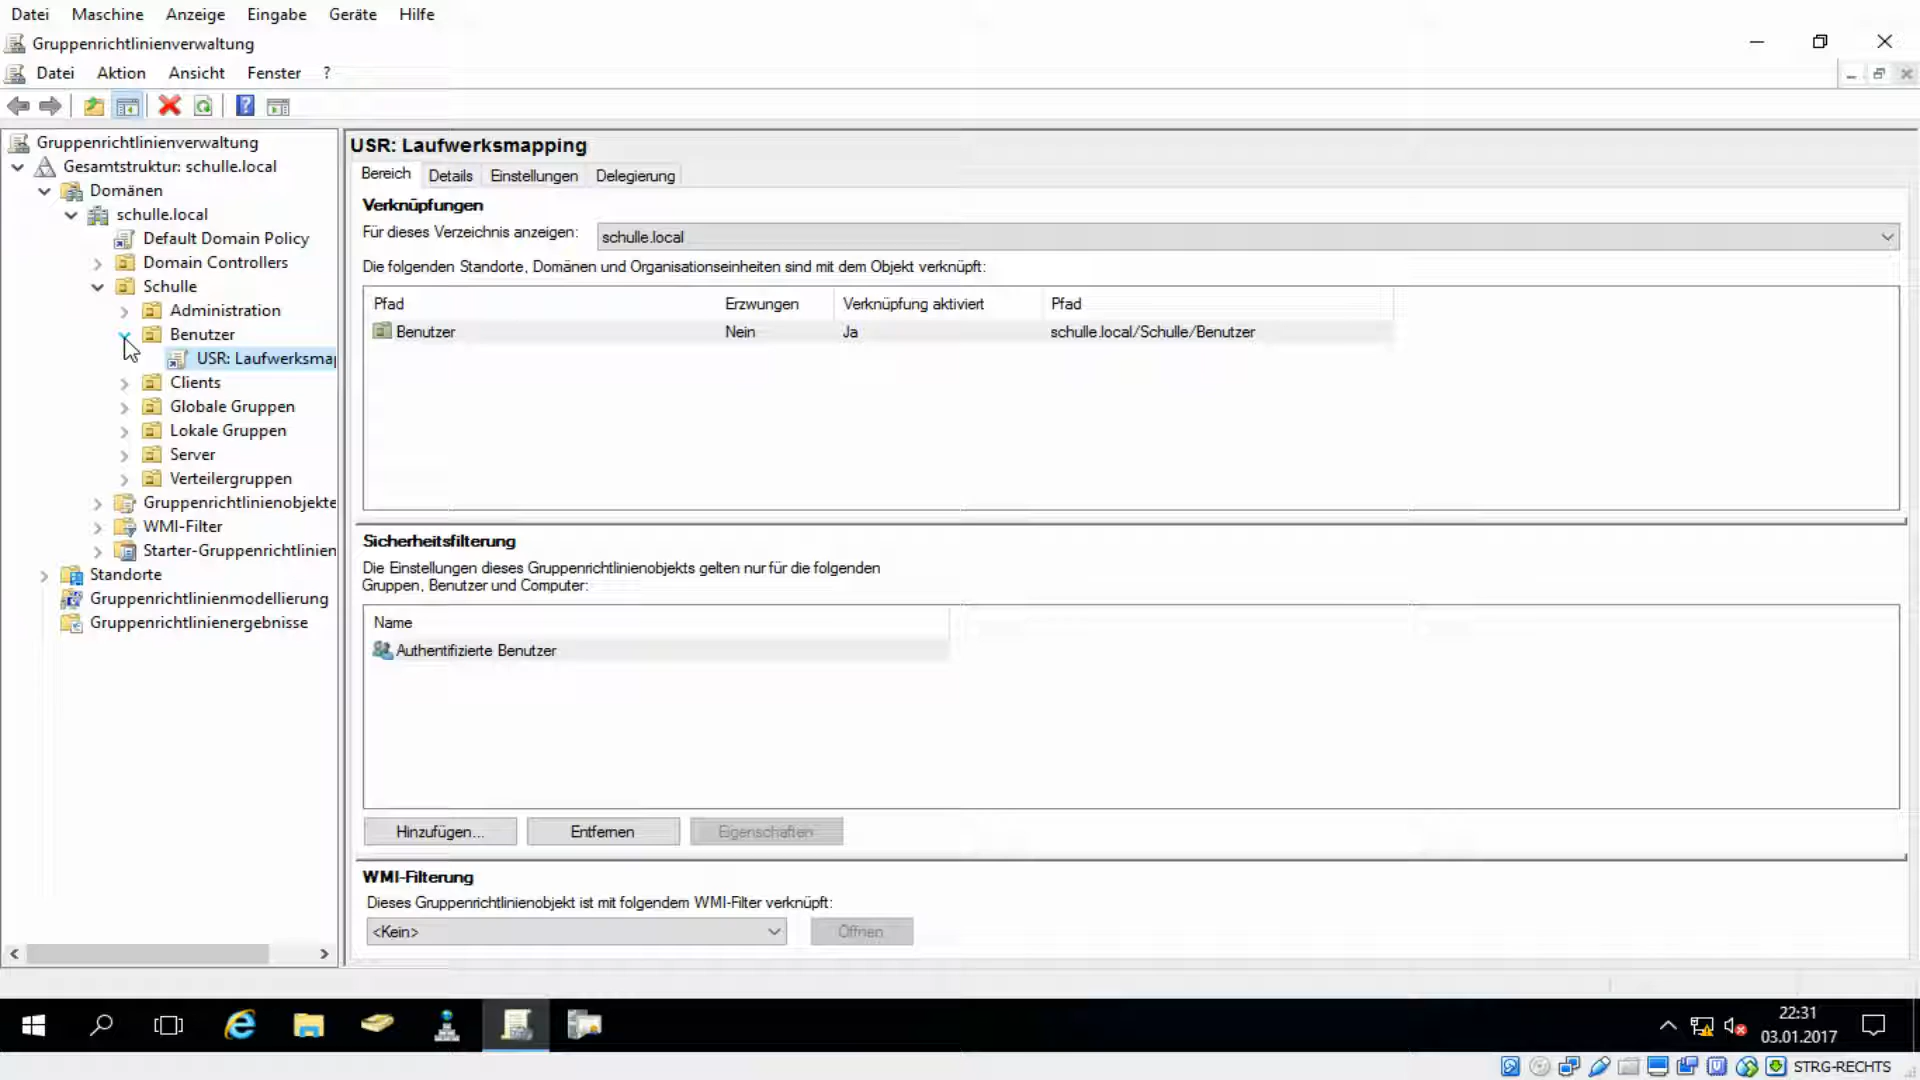 Datei Maschine Anzeige Eingabe Geräte Hilfe
Gruppenrichtlinienverwaltung
Datei Aktion Ansicht Fenster ?
Gruppenrichtlinienverwaltung
Gesamtstruktur: schulle.local
Domänen
schulle.local
Default Domain Policy
Domain Controllers
Schulle
Administration
Benutzer
USR: Laufwerksmap
Clients
Globale Gruppen
Lokale Gruppen
Server
Verteilergruppen
Gruppenrichtlinienobjekte
WMI-Filter
Starter-Gruppenrichtlinien
Standorte
Gruppenrichtlinienmodellierung
Gruppenrichtlinienergebnisse
USR: Laufwerksmapping
Bereich Details Einstellungen Delegierung
Verknüpfungen
Für dieses Verzeichnis anzeigen: schulle.local
Die folgenden Standorte, Domänen und Organisationseinheiten sind mit dem Objekt verknüpft:
Pfad Erzwungen Verknüpfung aktiviert Pfad
Benutzer Nein Ja schulle.local/Schulle/Benutzer
Sicherheitsfilterung
Die Einstellungen dieses Gruppenrichtlinienobjekts gelten nur für die folgenden
Gruppen, Benutzer und Computer:
Name
Authentifizierte Benutzer
Hinzufügen... Entfernen Eigenschaften
WMI-Filterung
Dieses Gruppenrichtlinienobjekt ist mit folgendem WMI-Filter verknüpft:
<Kein> Öffnen
22:31
03.01.2017
STRG-RECHTS